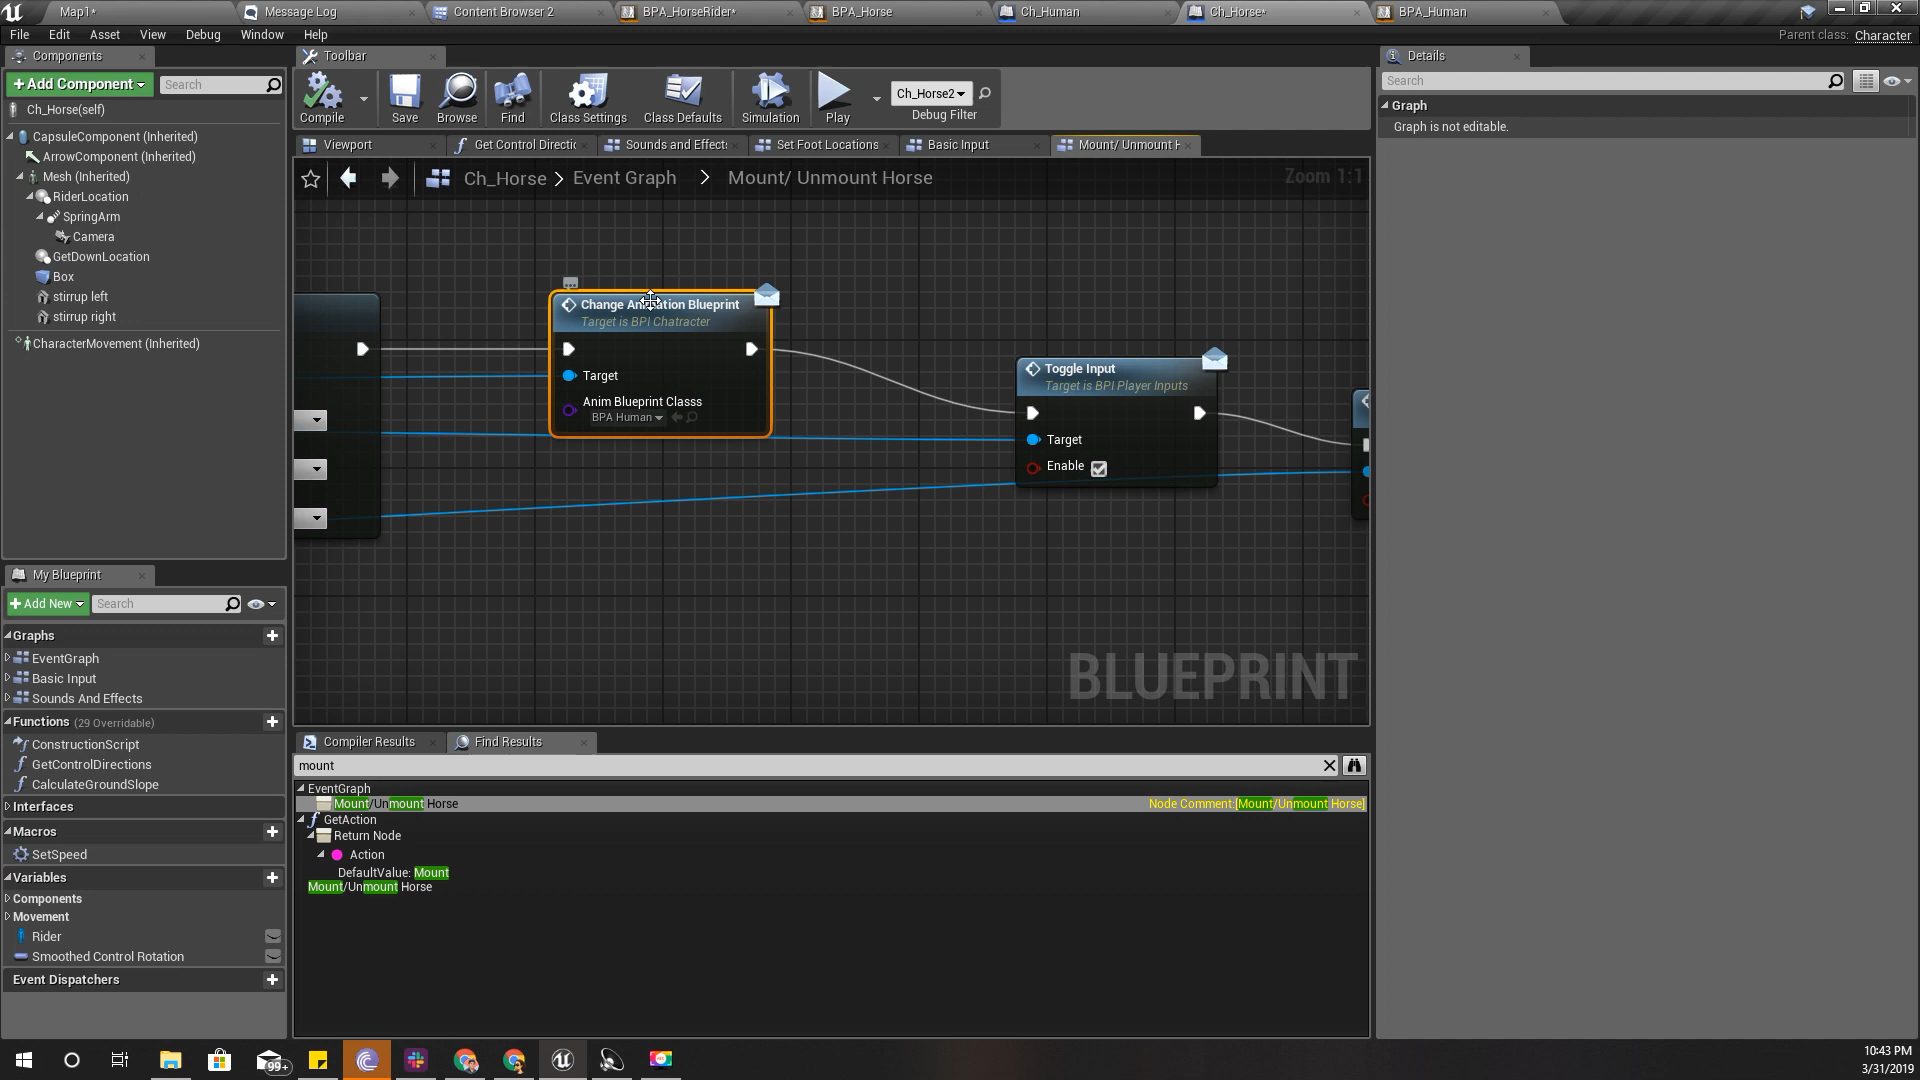 Map1*
Message Log
Content Browser 2
BPA_HorseRider*
BPA_Horse
Ch_Human
Ch_Horse*
BPA_Human
File Edit Asset View Debug Window Help
Parent class: Character
Components
Toolbar
Details
+ Add Component
Search
Search
Ch_Horse(self)
CapsuleComponent (Inherited)
ArrowComponent (Inherited)
Mesh (Inherited)
RiderLocation
SpringArm
Camera
GetDownLocation
Box
stirrup left
stirrup right
CharacterMovement (Inherited)
Compile
Save
Browse
Find
Class Settings
Class Defaults
Simulation
Play
Ch_Horse2
Debug Filter
Graph
Graph is not editable.
Viewport
Get Control Directic
Sounds and Effects
Set Foot Locations
Basic Input
Mount/ Unmount H
Ch_Horse > Event Graph > Mount/ Unmount Horse
Zoom 1:1
Change Animation Blueprint
Target is BPI Chatracter
Target
Anim Blueprint Classs
BPA Human
Toggle Input
Target is BPI Player Inputs
Target
Enable
BLUEPRINT
My Blueprint
+ Add New
Search
Graphs
EventGraph
Basic Input
Sounds And Effects
Functions (29 Overridable)
ConstructionScript
GetControlDirections
CalculateGroundSlope
Interfaces
Macros
SetSpeed
Variables
Components
Movement
Rider
Smoothed Control Rotation
Event Dispatchers
Compiler Results
Find Results
mount
EventGraph
Mount/Unmount Horse
Node Comment:[Mount/Unmount Horse]
GetAction
Return Node
Action
DefaultValue: Mount
Mount/Unmount Horse
99+
10:43 PM
3/31/2019